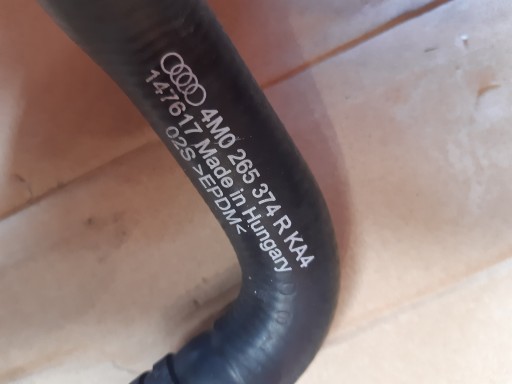 4M0 265 374 R KA4
147617 Made in Hungary
02S >EPDM<